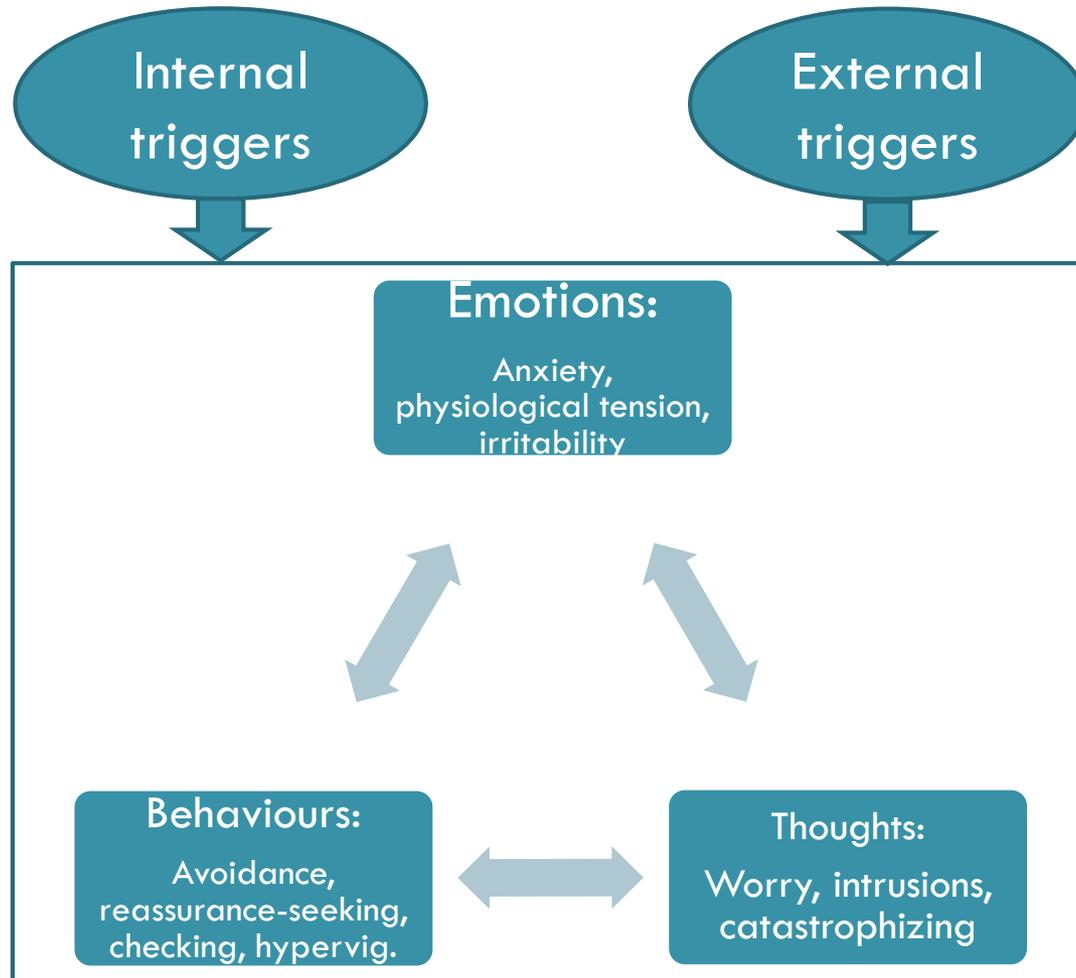 Internal
triggers
External
triggers
Emotions:
Anxiety,
physiological tension,
irritability
Behaviours:
Avoidance,
reassurance-seeking,
checking, hypervig.
Thoughts:
Worry, intrusions,
catastrophizing